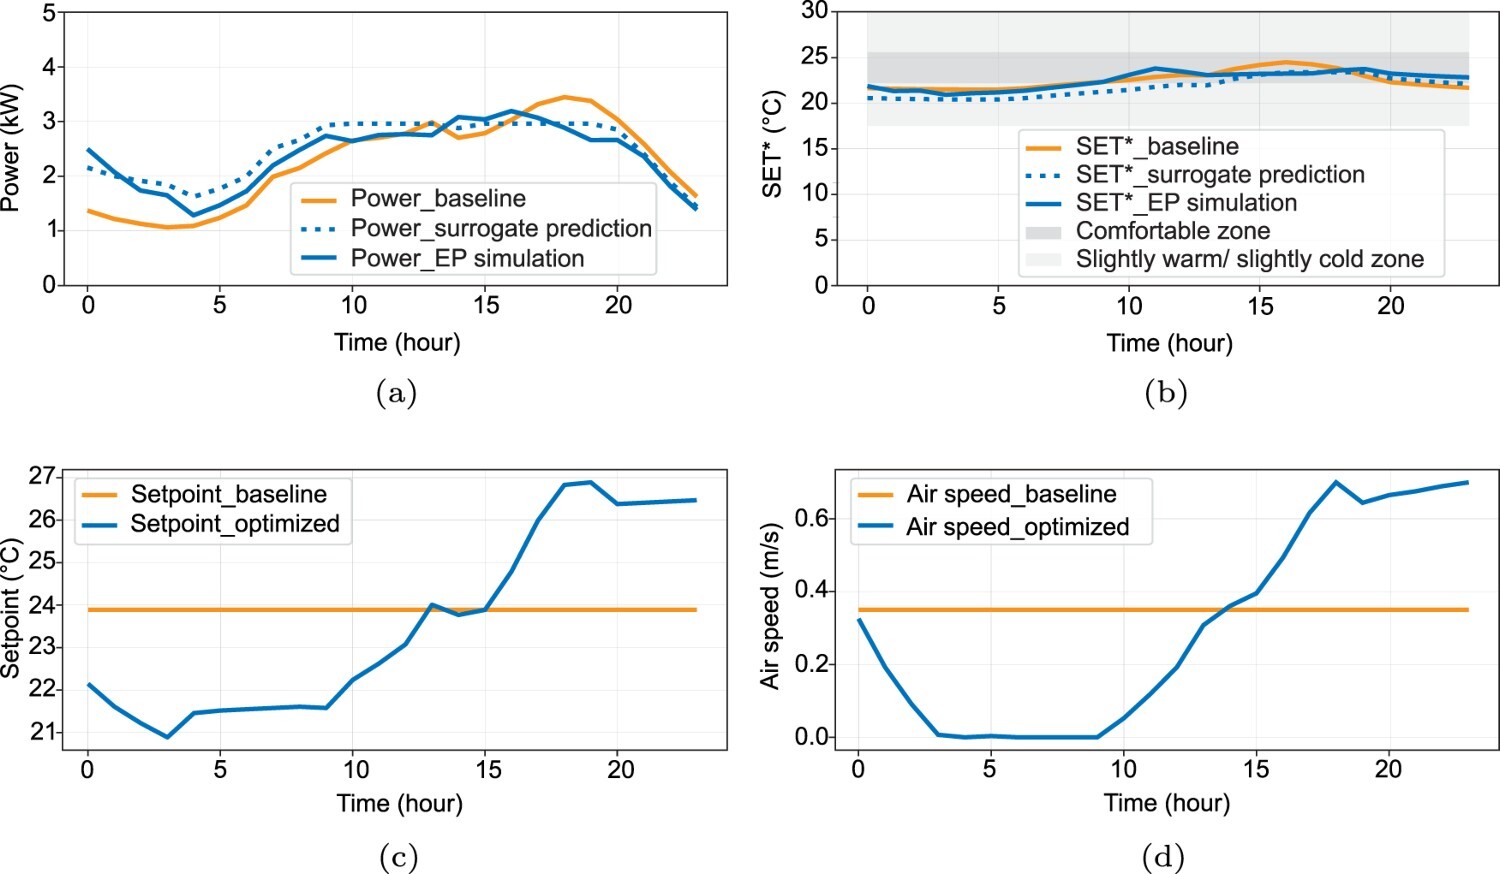 5
4
3
2
1
0
Power (kW)
Power_baseline
Power_surrogate prediction
Power_EP simulation
0 5 10 15 20
Time (hour)
(a)
30
25
20
15
10
5
0
SET* (°C)
SET*_baseline
SET*_surrogate prediction
SET*_EP simulation
Comfortable zone
Slightly warm/ slightly cold zone
0 5 10 15 20
Time (hour)
(b)
27
26
25
24
23
22
21
Setpoint (°C)
Setpoint_baseline
Setpoint_optimized
0 5 10 15 20
Time (hour)
(c)
0.6
0.4
0.2
0.0
Air speed (m/s)
Air speed_baseline
Air speed_optimized
0 5 10 15 20
Time (hour)
(d)